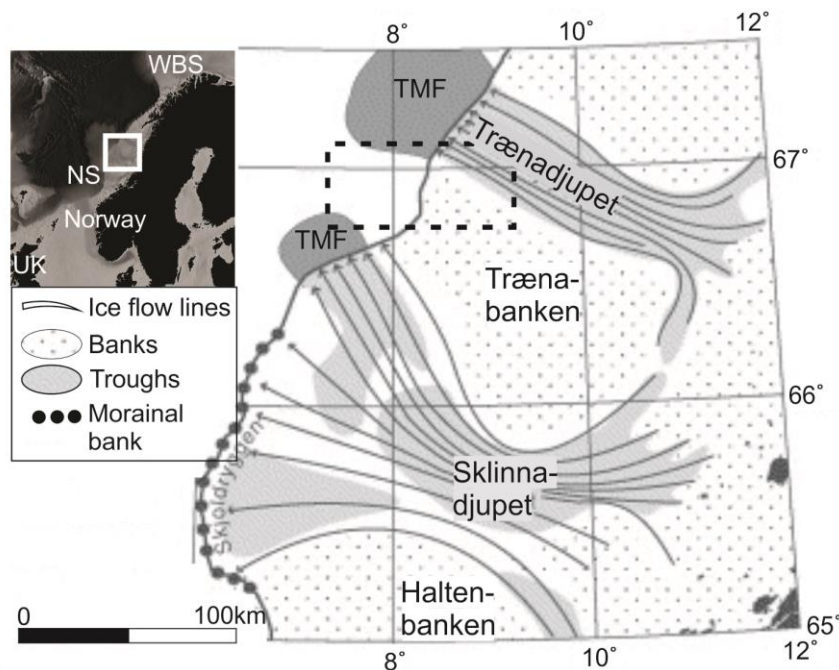 8°
10°
12°
WBS
NS
Norway
UK
TMF
Trænadjupet
67°
TMF
Træna-
banken
Ice flow lines
Banks
Troughs
Morainal
bank
66°
Skjoldryggen
Sklinna-
djupet
Halten-
banken
0
100km
65°
8°
10°
12°